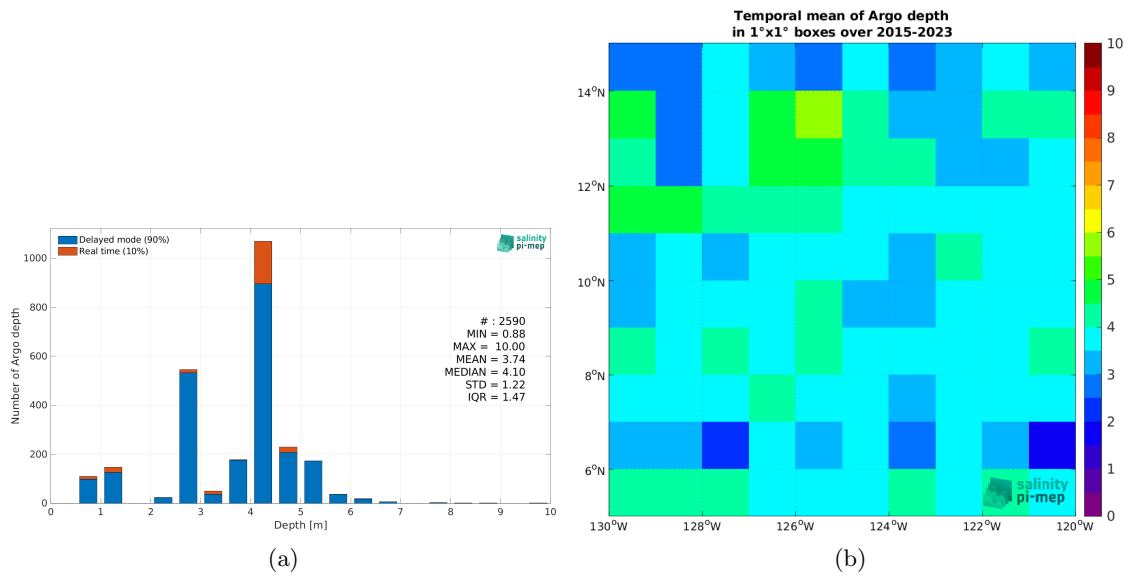 Delayed mode (90%)
Real time (10%)
salinity
pi-mep
1000
800
600
400
200
0
Number of Argo depth
# : 2590
MIN = 0.88
MAX = 10.00
MEAN = 3.74
MEDIAN = 4.10
STD = 1.22
IQR = 1.47
0 1 2 3 4 5 6 7 8 9 10
Depth [m]
(a)
Temporal mean of Argo depth
in 1°x1° boxes over 2015-2023
14°N
12°N
10°N
8°N
6°N
130°W 128°W 126°W 124°W 122°W 120°W
salinity
pi-mep
10
9
8
7
6
5
4
3
2
1
0
(b)